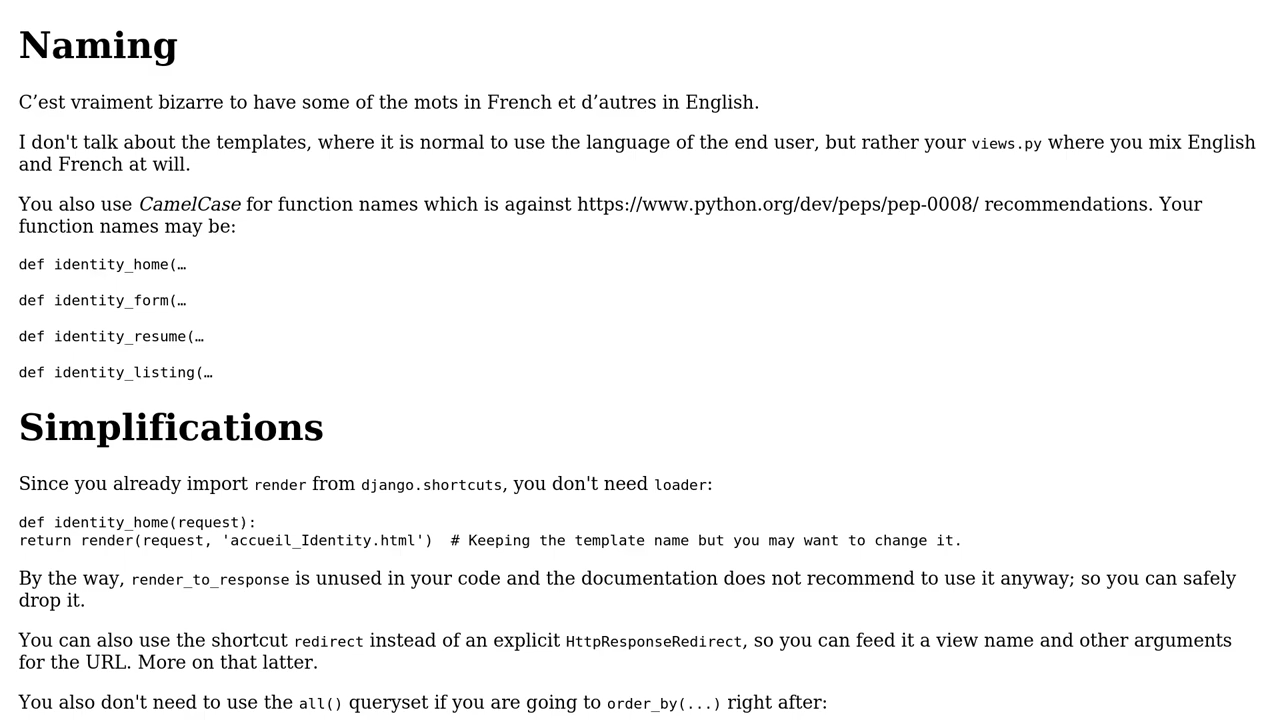 Naming
C’est vraiment bizarre to have some of the mots in French et d’autres in English.
I don't talk about the templates, where it is normal to use the language of the end user, but rather your views.py where you mix English
and French at will.
You also use CamelCase for function names which is against https://www.python.org/dev/peps/pep-0008/ recommendations. Your
function names may be:
def identity_home(…
def identity_form(…
def identity_resume(…
def identity_listing(…
Simplifications
Since you already import render from django.shortcuts, you don't need loader:
def identity_home(request):
return render(request, 'accueil_Identity.html')  # Keeping the template name but you may want to change it.
By the way, render_to_response is unused in your code and the documentation does not recommend to use it anyway; so you can safely
drop it.
You can also use the shortcut redirect instead of an explicit HttpResponseRedirect, so you can feed it a view name and other arguments
for the URL. More on that latter.
You also don't need to use the all() queryset if you are going to order_by(...) right after: